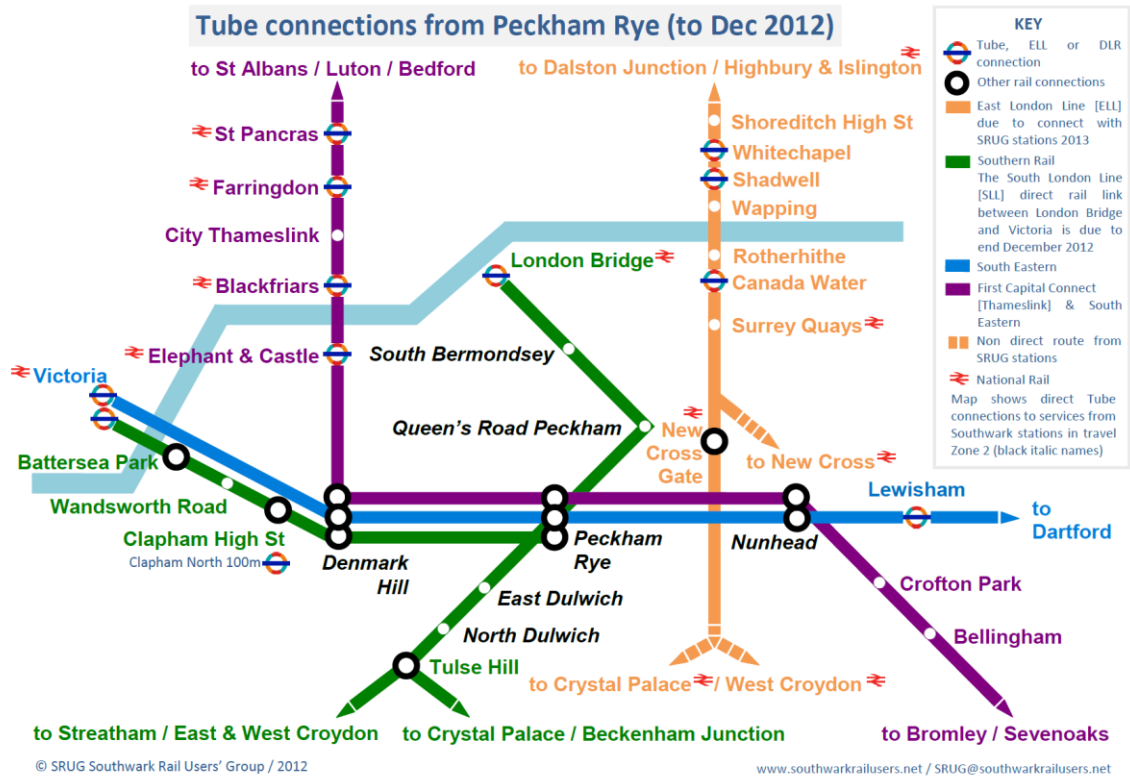 Tube connections from Peckham Rye (to Dec 2012)
to St Albans / Luton / Bedford
to Dalston Junction / Highbury & Islington
St Pancras
Farringdon
City Thameslink
Blackfriars
Elephant & Castle
Shoreditch High St
Whitechapel
Shadwell
Wapping
Rotherhithe
Canada Water
Surrey Quays
London Bridge
South Bermondsey
Queen's Road Peckham
New
Cross
Gate
to New Cross
Victoria
Battersea Park
Wandsworth Road
Clapham High St
Clapham North 100m
Denmark
Hill
Peckham
Rye
Nunhead
Lewisham
to
Dartford
East Dulwich
North Dulwich
Tulse Hill
Crofton Park
Bellingham
to Crystal Palace / West Croydon
to Streatham / East & West Croydon
to Crystal Palace / Beckenham Junction
to Bromley / Sevenoaks
KEY
Tube, ELL or DLR
connection
Other rail connections
East London Line [ELL]
due to connect with
SRUG stations 2013
Southern Rail
The South London Line
[SLL] direct rail link
between London Bridge
and Victoria is due to
end December 2012
South Eastern
First Capital Connect
[Thameslink] & South
Eastern
Non direct route from
SRUG stations
National Rail
Map shows direct Tube
connections to services from
Southwark stations in travel
Zone 2 (black italic names)
© SRUG Southwark Rail Users' Group / 2012
www.southwarkrailusers.net / SRUG@southwarkrailusers.net